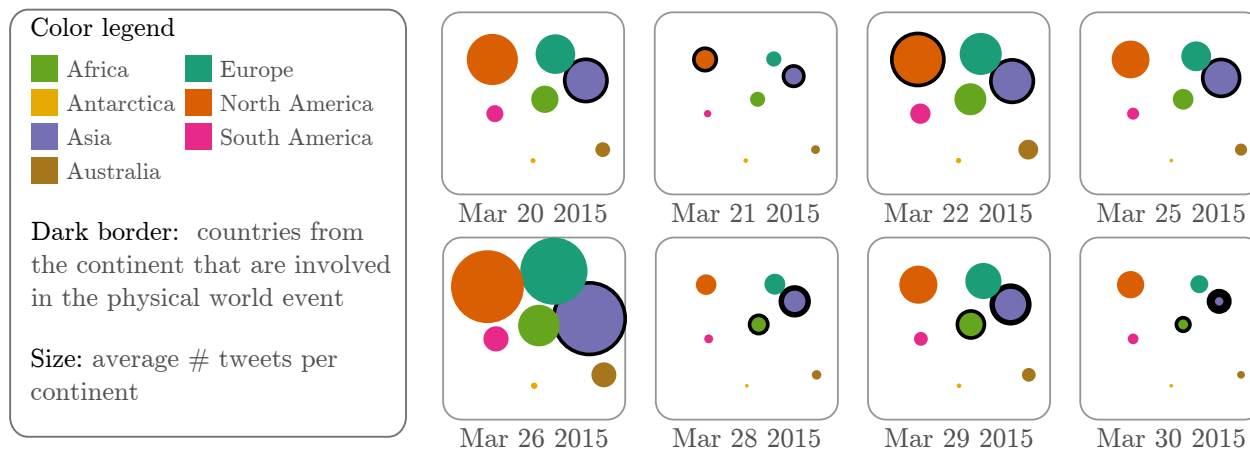 Color legend
Africa
Europe
Antarctica
North America
Asia
South America
Australia
Dark border: countries from
the continent that are involved
in the physical world event
Size: average # tweets per
continent
Mar 20 2015
Mar 21 2015
Mar 22 2015
Mar 25 2015
Mar 26 2015
Mar 28 2015
Mar 29 2015
Mar 30 2015